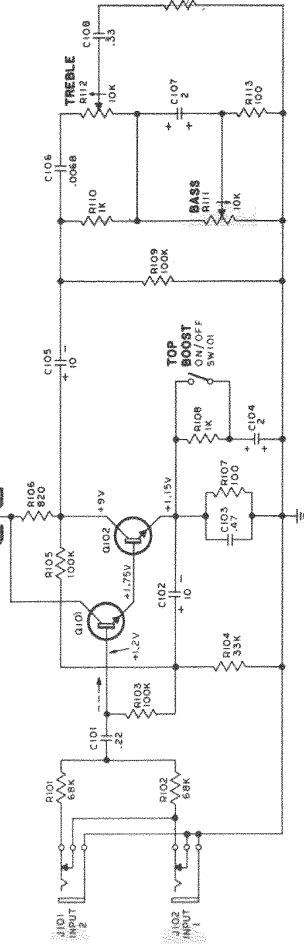 J101
INPUT
2
J102
INPUT
1
R101
68K
R102
68K
C101
.22
R103
100K
+1.2V
Q101
+1.75V
R105
100K
R106
820
Q102
+9V
+1.15V
C102
+ 10 -
R104
33K
C103
.47
R107
100
C104
2
+
R108
1K
TOP
BOOST
ON/OFF
SW101
C105
+ 10 -
R109
100K
R110
1K
C106
.0068
BASS
R111
10K
TREBLE
R112
10K
C107
2
+ +
R113
100
C108
.33